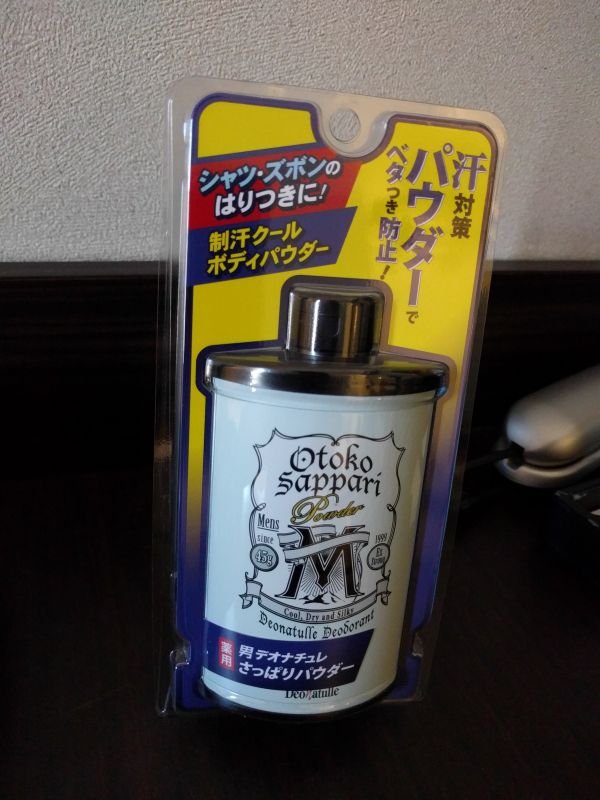 汗対策
パウダーで
ベタつき防止!
シャツ・ズボンの
はりつきに!
制汗クール
ボディパウダー
Otoko
Sappari
Powder
Mens
since
1999
45g
Ex
Strong
M
Cool, Dry and Silky
Deonatulle Deodorant
薬用
男デオナチュレ
さっぱりパウダー
DeoNatulle